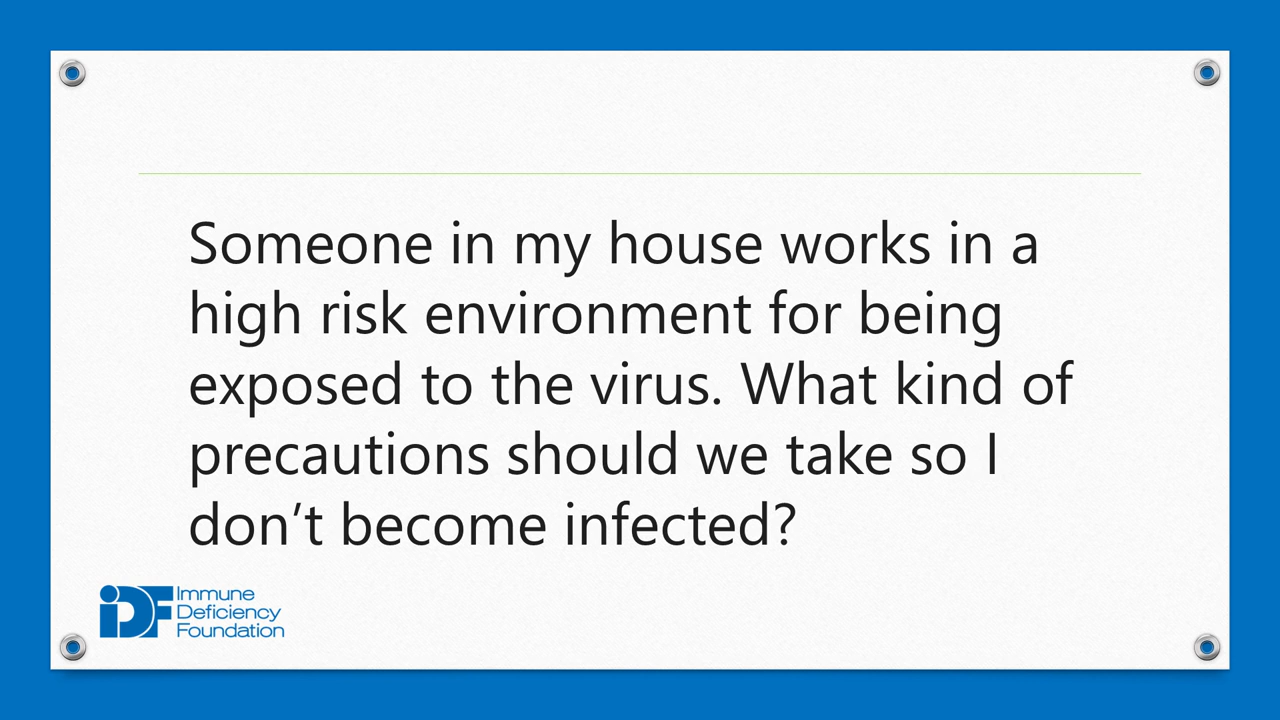 Someone in my house works in a
high risk environment for being
exposed to the virus. What kind of
precautions should we take so I
don’t become infected?
IDF Immune
Deficiency
Foundation